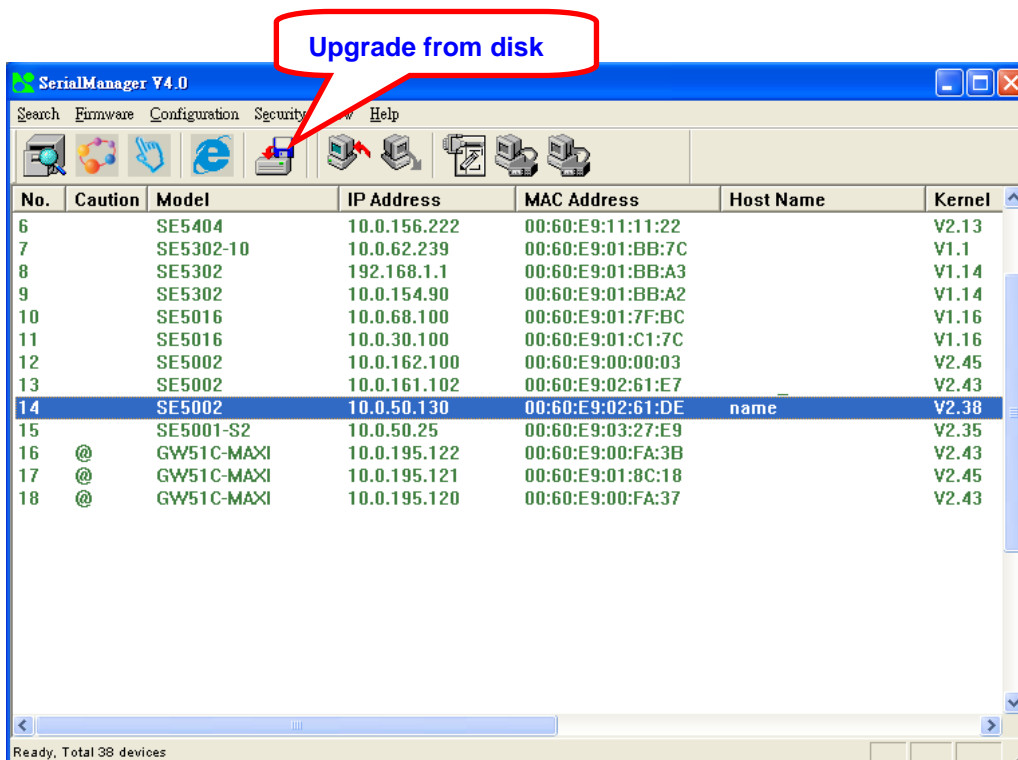 Upgrade from disk
SerialManager V4.0
Search Firmware Configuration Security Help
No. Caution Model IP Address MAC Address Host Name Kernel
6 SE5404 10.0.156.222 00:60:E9:11:11:22 V2.13
7 SE5302-10 10.0.62.239 00:60:E9:01:BB:7C V1.1
8 SE5302 192.168.1.1 00:60:E9:01:BB:A3 V1.14
9 SE5302 10.0.154.90 00:60:E9:01:BB:A2 V1.14
10 SE5016 10.0.68.100 00:60:E9:01:7F:BC V1.16
11 SE5016 10.0.30.100 00:60:E9:01:C1:7C V1.16
12 SE5002 10.0.162.100 00:60:E9:00:00:03 V2.45
13 SE5002 10.0.161.102 00:60:E9:02:61:E7 _ V2.43
14 SE5002 10.0.50.130 00:60:E9:02:61:DE name V2.38
15 SE5001-S2 10.0.50.25 00:60:E9:03:27:E9 V2.35
16 @ GW51C-MAXI 10.0.195.122 00:60:E9:00:FA:3B V2.43
17 @ GW51C-MAXI 10.0.195.121 00:60:E9:01:8C:18 V2.45
18 @ GW51C-MAXI 10.0.195.120 00:60:E9:00:FA:37 V2.43
Ready, Total 38 devices